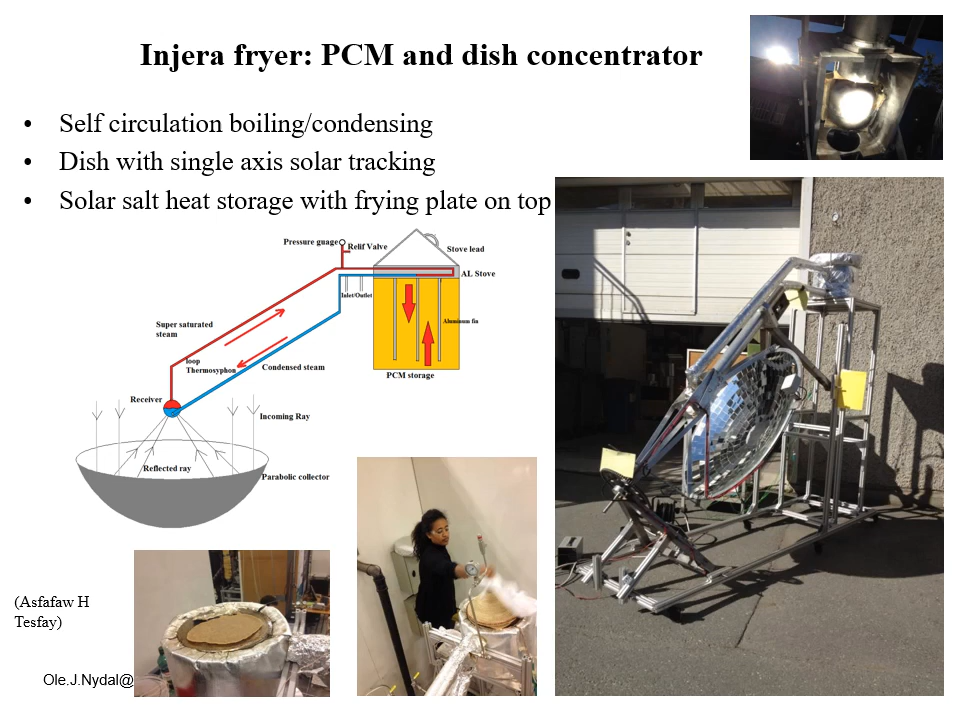 Injera fryer: PCM and dish concentrator
• Self circulation boiling/condensing
• Dish with single axis solar tracking
• Solar salt heat storage with frying plate on top
Pressure guage
Relif Valve
Stove lead
AL Stove
Inlet/Outlet
Aluminum fin
Super saturated
steam
loop
Thermosyphon
Condensed steam
PCM storage
Receiver
Incoming Ray
Reflected ray
Parabolic collector
(Asfafaw H
Tesfay)
Ole.J.Nydal@